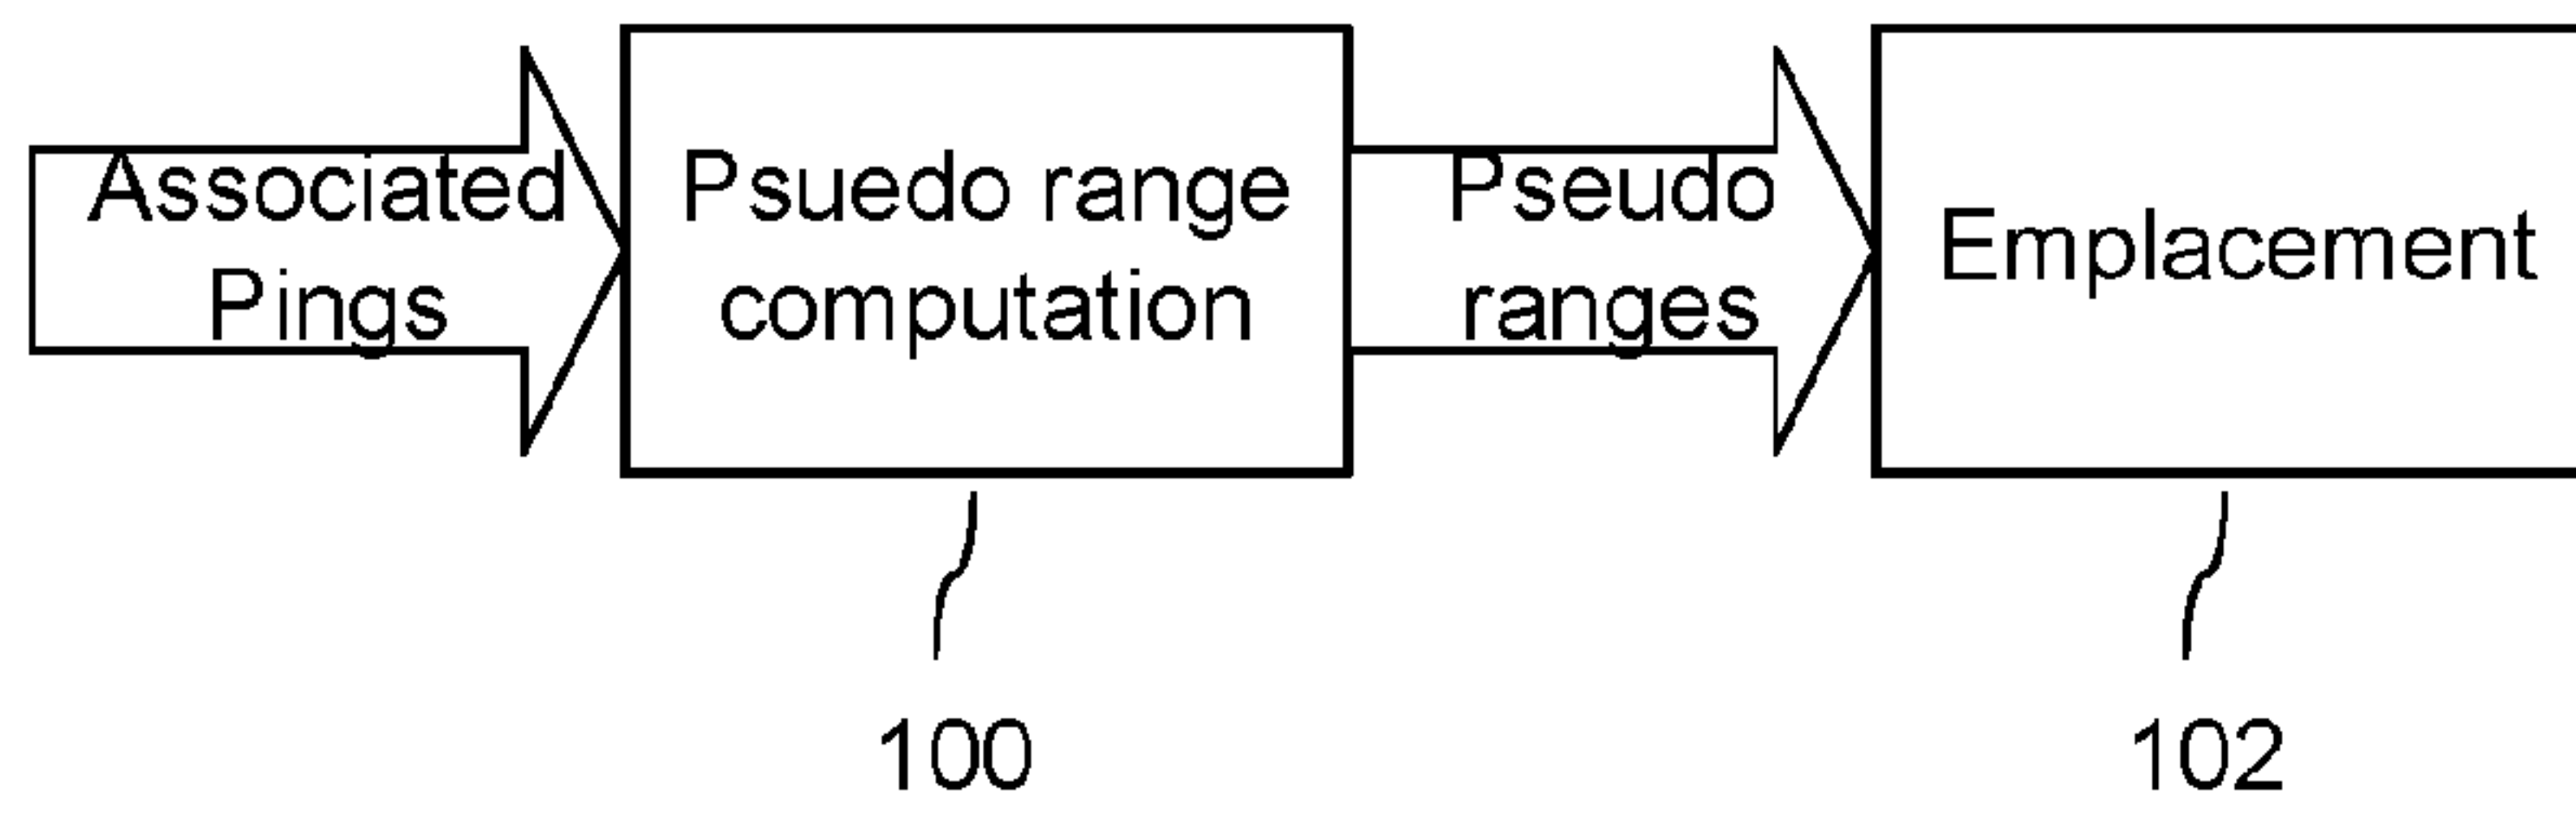 Associated
Pings
Psuedo range
computation
Pseudo
ranges
Emplacement
100
102